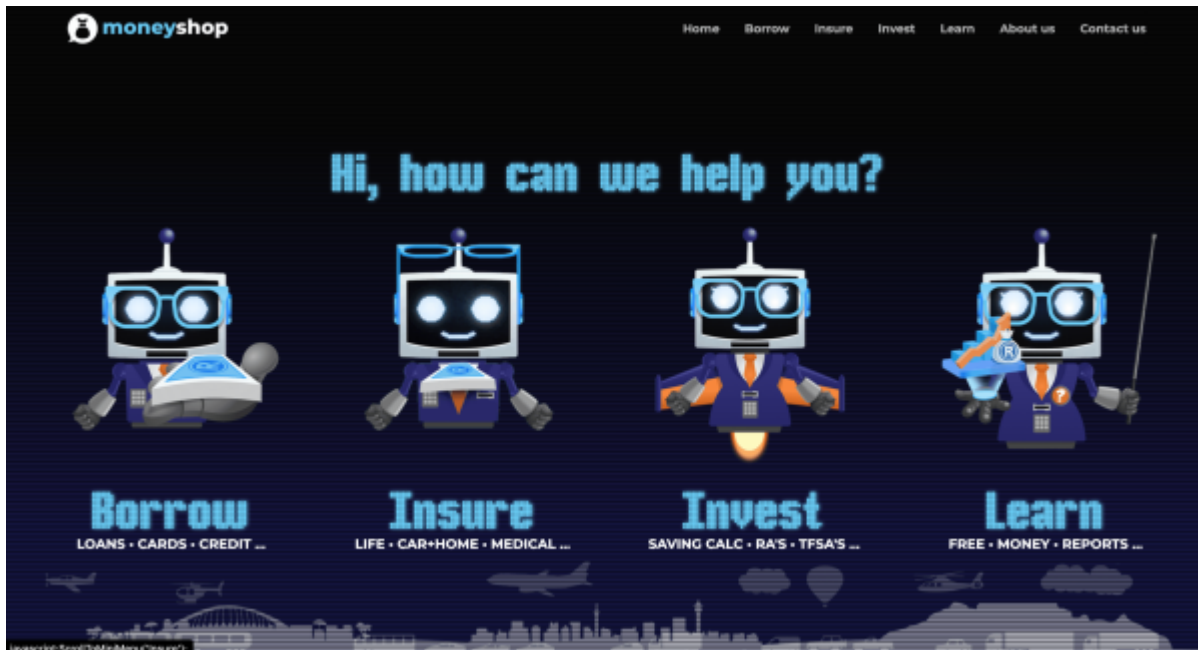 moneyshop
Home Borrow Insure Invest Learn About us Contact us
Hi, how can we help you?
R
?
Borrow Insure Invest Learn
LOANS • CARDS • CREDIT ... LIFE • CAR+HOME • MEDICAL ... SAVING CALC • RA'S • TFSA'S ... FREE • MONEY • REPORTS ...